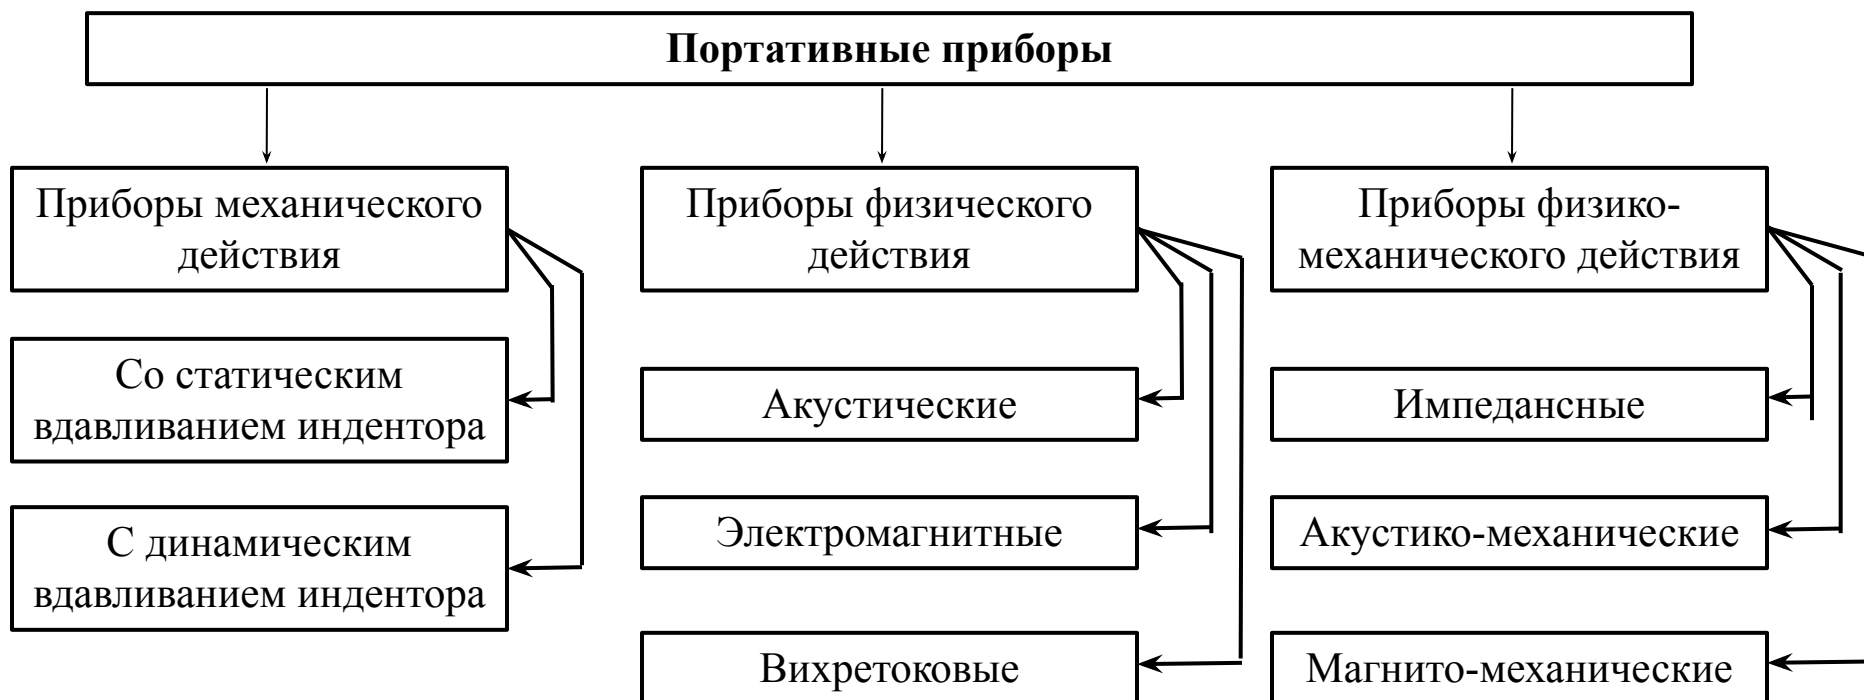 Портативные приборы
Приборы механического
действия
Со статическим
вдавливанием индентора
С динамическим
вдавливанием индентора
Приборы физического
действия
Акустические
Электромагнитные
Вихретоковые
Приборы физико-
механического действия
Импедансные
Акустико-механические
Магнито-механические